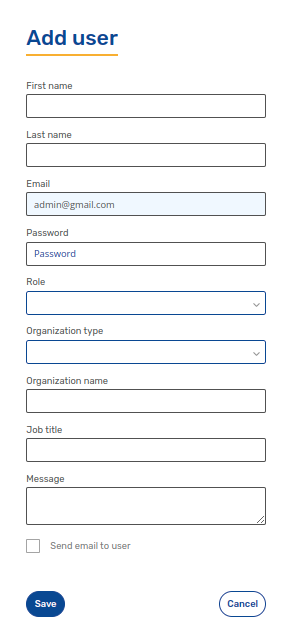 Add user
First name
Last name
Email
admin@gmail.com
Password
Password
Role
Organization type
Organization name
Job title
Message
Send email to user
Save
Cancel